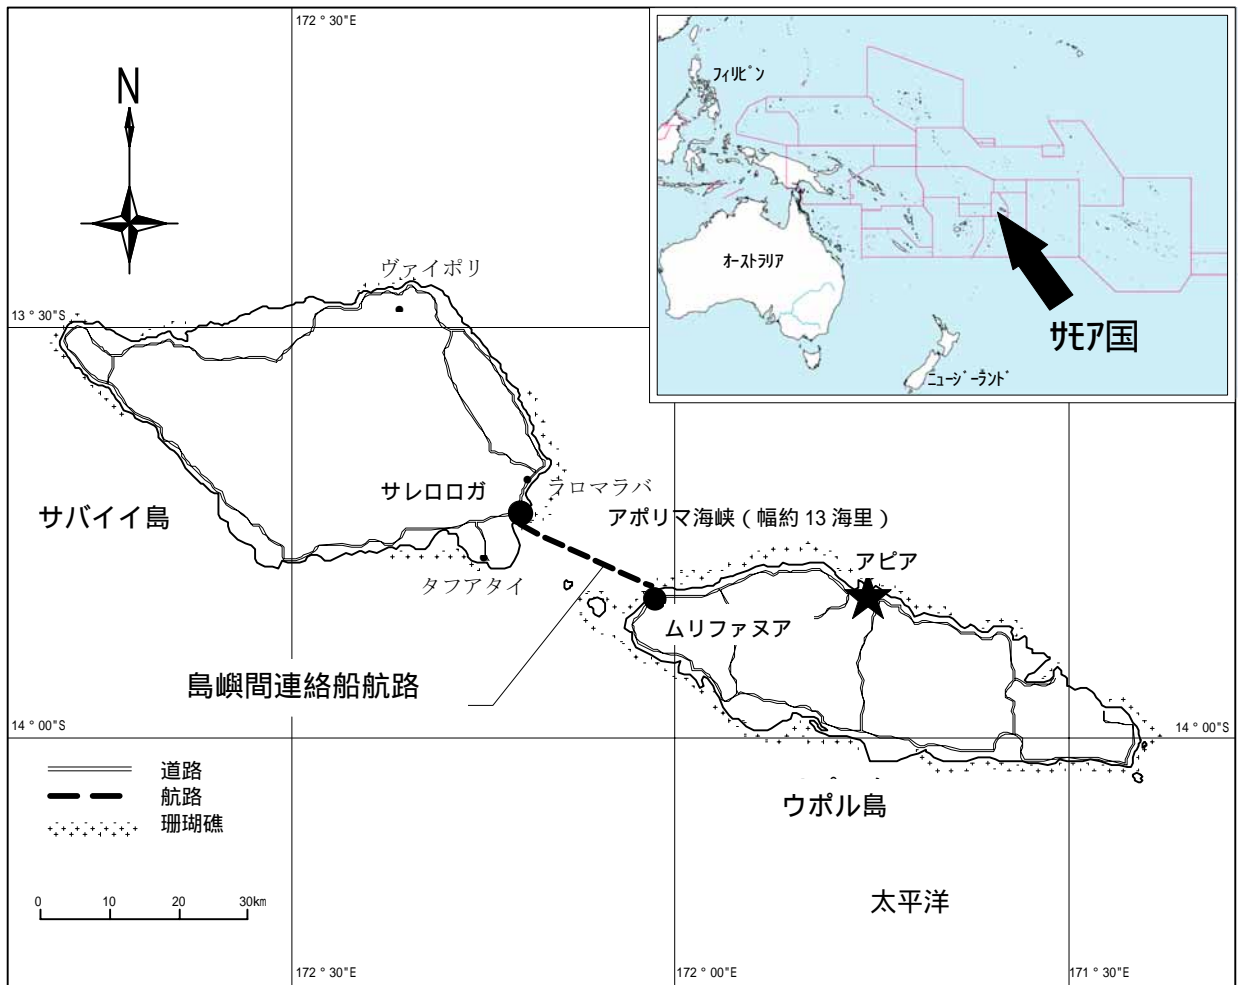 172 ° 30"E
N
フィリピン
オーストラリア
サモア国
ニュージーランド
ヴァイポリ
13 ° 30"S
サレロロガ
ラロマラバ
サバイイ島
アポリマ海峡（幅約 13 海里）
アピア
タフアタイ
ムリファヌア
島嶼間連絡船航路
14 ° 00"S
14 ° 00"S
道路
航路
珊瑚礁
ウポル島
0 10 20 30km
太平洋
172 ° 30"E
172 ° 00"E
171 ° 30"E